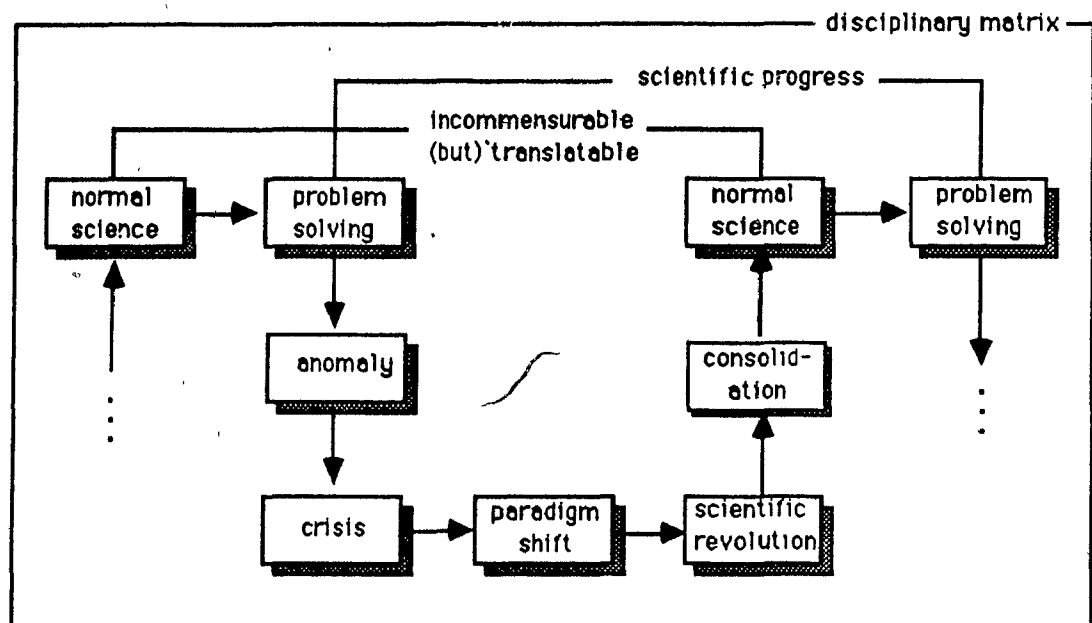 disciplinary matrix
scientific progress
incommensurable
(but) translatable
normal
science
problem
solving
normal
science
problem
solving
anomaly
consolid-
ation
crisis
paradigm
shift
scientific
revolution